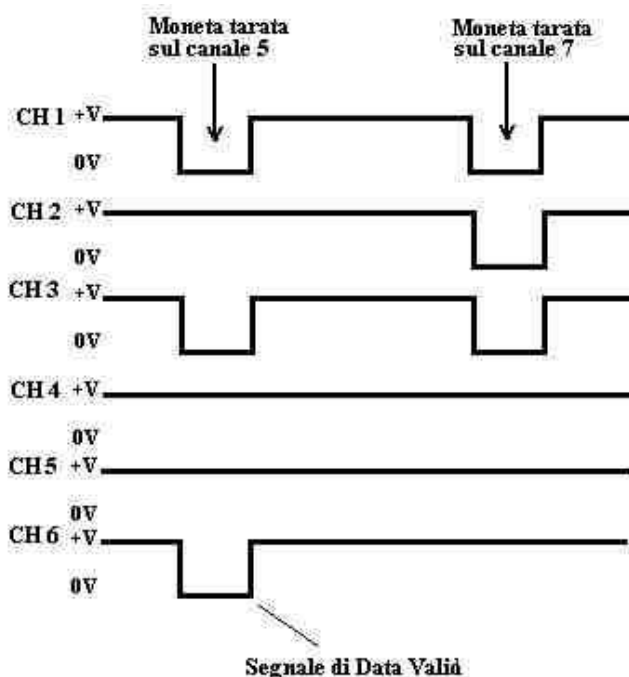 Moneta tarata
sul canale 5
Moneta tarata
sul canale 7
CH 1 +V
0V
CH 2 +V
0V
CH 3 +V
0V
CH 4 +V
0V
CH 5 +V
0V
CH 6 +V
0V
Segnale di Data Valid